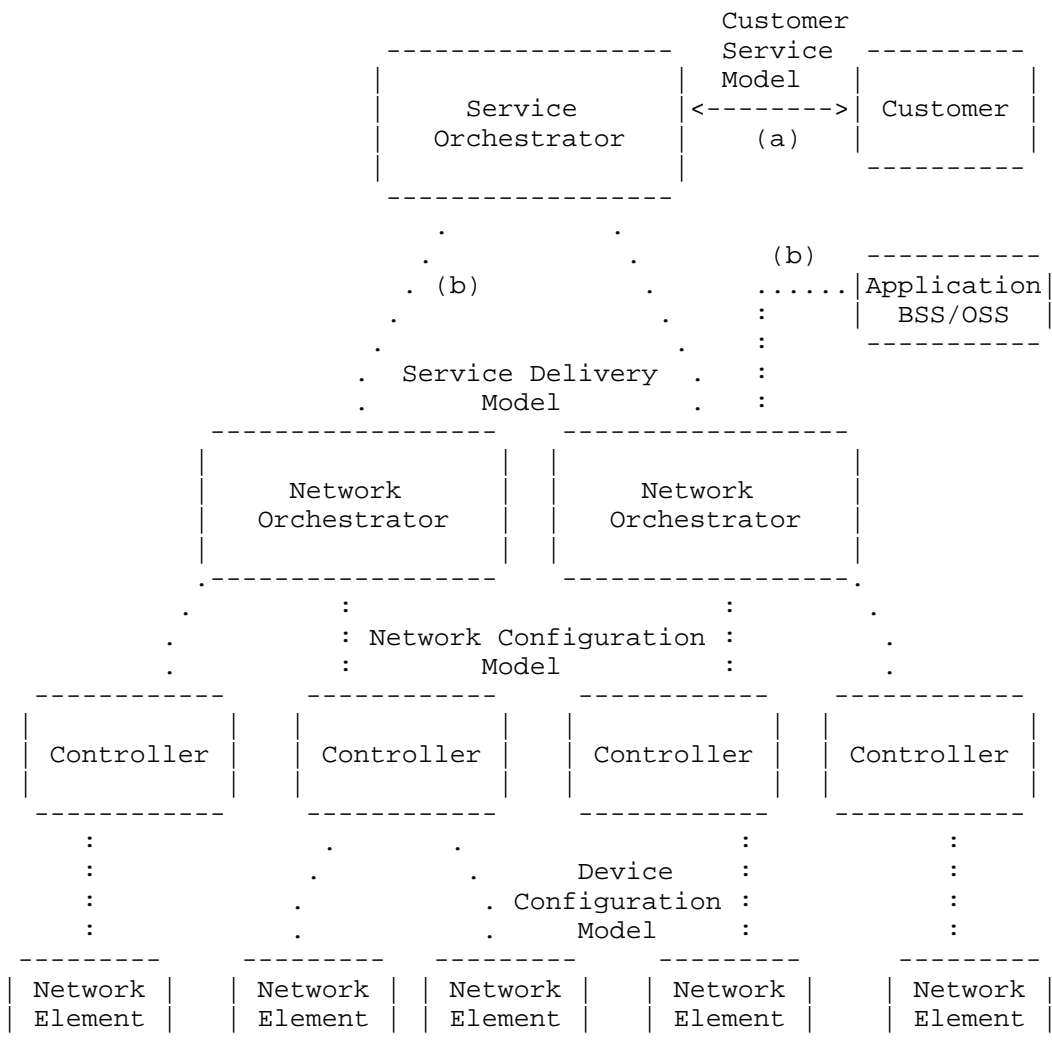 Customer
Service
Model
Service
Orchestrator
<-------->
Customer
(a)
(b)
(b)
Application
BSS/OSS
Service Delivery
Model
Network
Orchestrator
Network
Orchestrator
Network Configuration
Model
Controller
Controller
Controller
Controller
Device
Configuration
Model
Network
Element
Network
Element
Network
Element
Network
Element
Network
Element